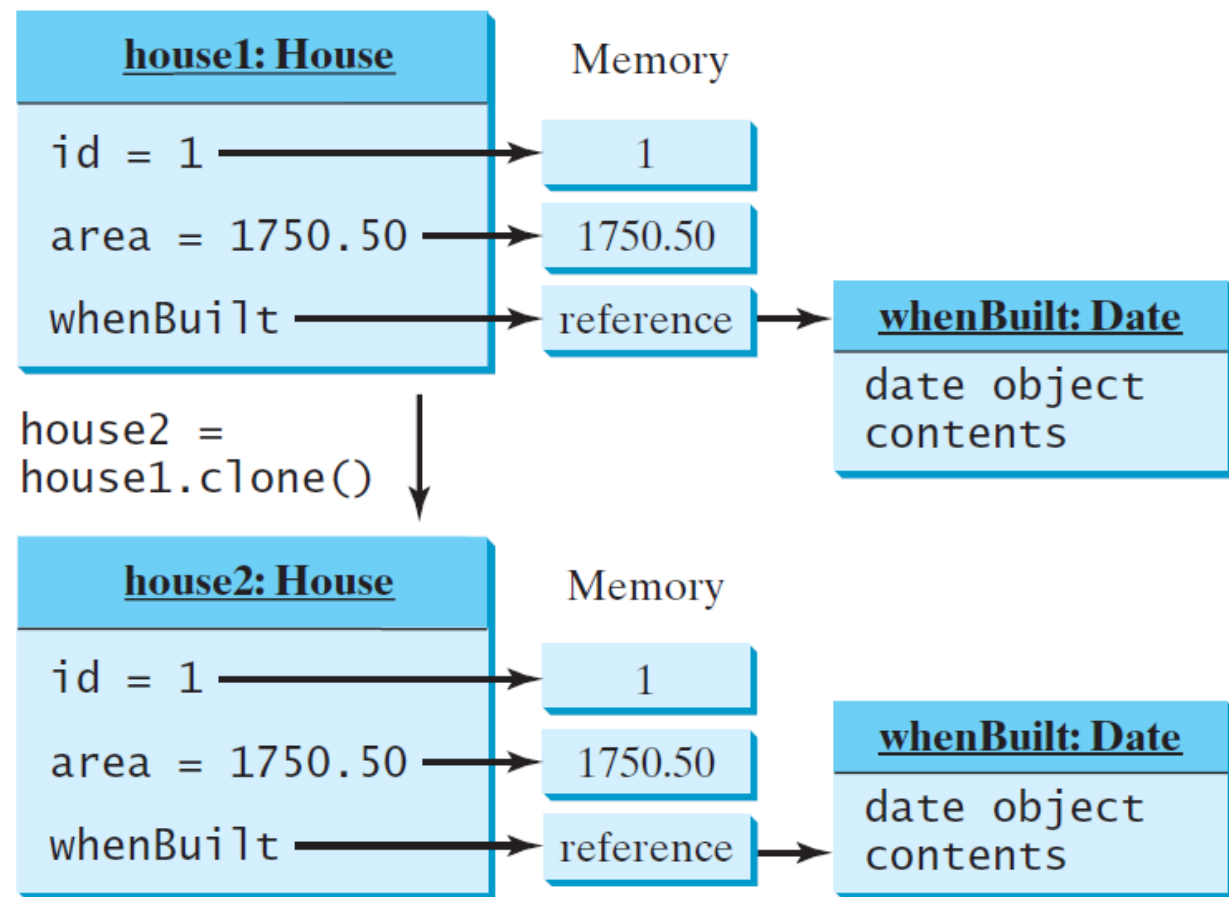 house1: House
Memory
id = 1
1
area = 1750.50
1750.50
whenBuilt
reference
whenBuilt: Date
date object
contents
house2 =
house1.clone()
house2: House
Memory
id = 1
1
area = 1750.50
1750.50
whenBuilt
reference
whenBuilt: Date
date object
contents